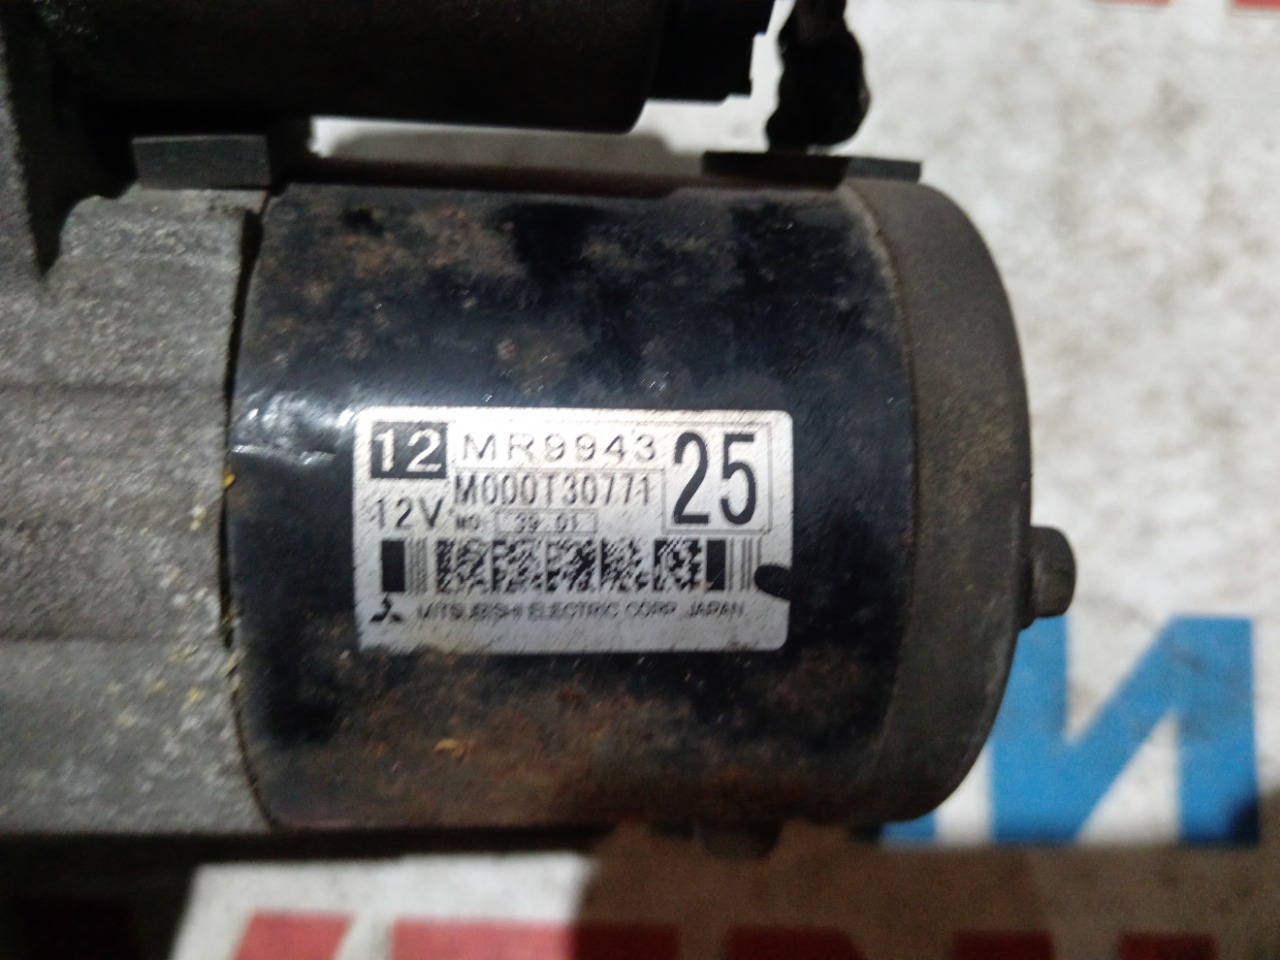 12 MR9943 25
M000T30771
12V NO. 39 01
MITSUBISHI ELECTRIC CORP. JAPAN